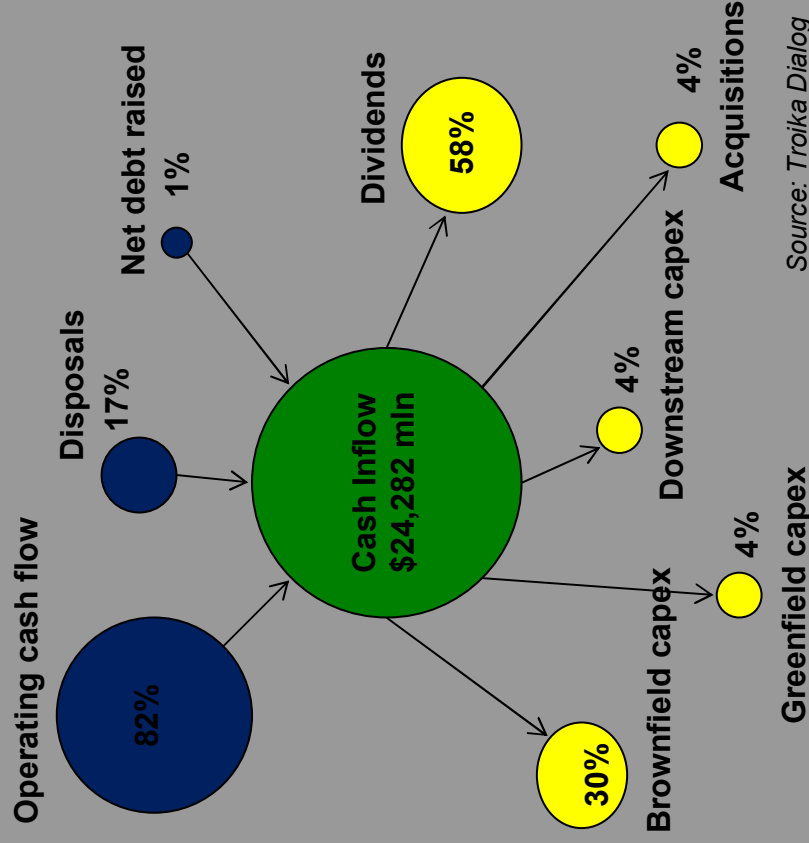 Operating cash flow
82%
Disposals
17%
Net debt raised
1%
Cash Inflow
$24,282 mln
Dividends
58%
30%
Brownfield capex
4%
Greenfield capex
4%
Downstream capex
4%
Acquisitions
Source: Troika Dialog